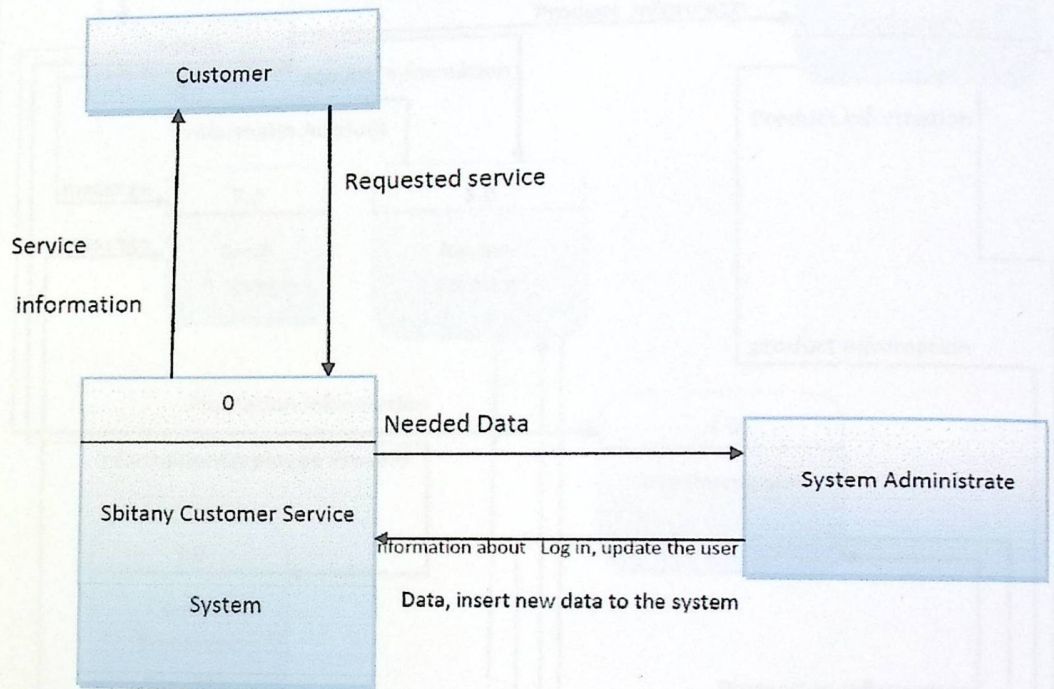 Customer
Requested service
Service
information
0
Needed Data
Sbitany Customer Service
System
System Administrate
nformation about Log in, update the user
Data, insert new data to the system